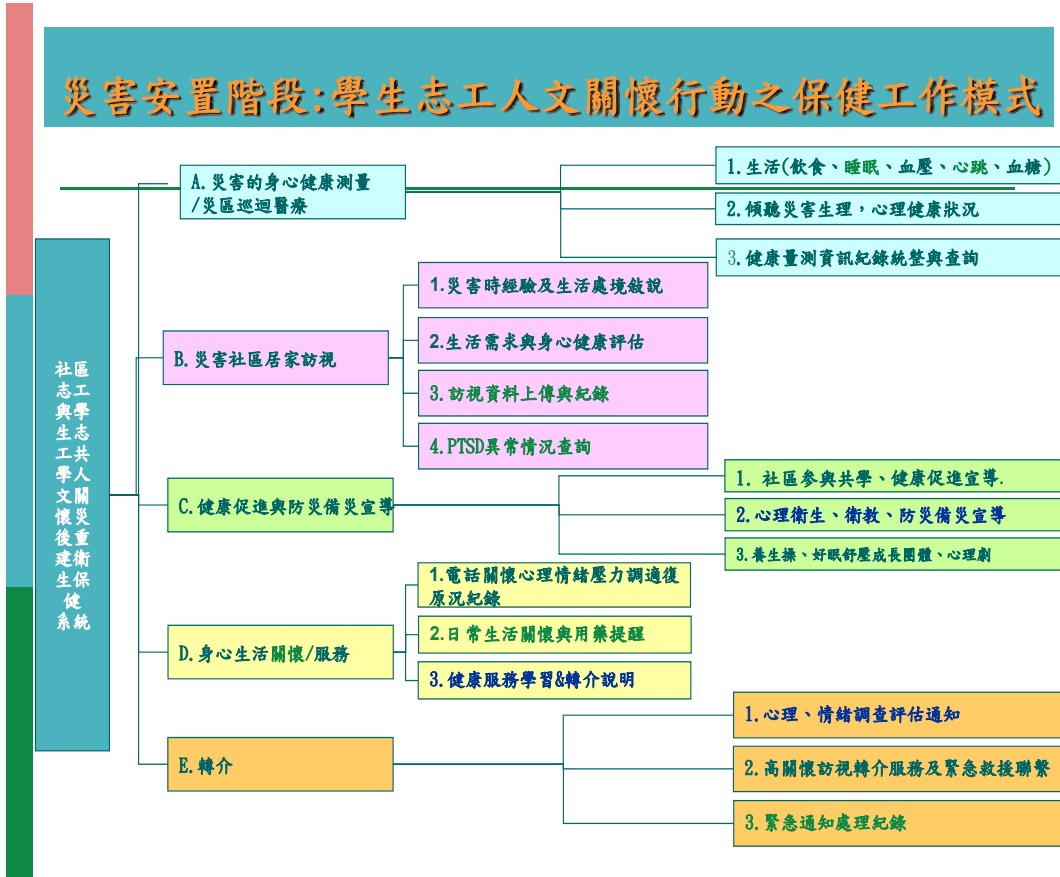 災害安置階段:學生志工人文關懷行動之保健工作模式
社區
志工
與學
生志
工共
學人
文關
懷災
後重
建衛
生保
健
系統
A.災害的身心健康測量
/災區巡迴醫療
1.生活(飲食、睡眠、血壓、心跳、血糖)
2.傾聽災害生理，心理健康狀況
3.健康量測資訊紀錄統整與查詢
B.災害社區居家訪視
1.災害時經驗及生活處境敘說
2.生活需求與身心健康評估
3.訪視資料上傳與紀錄
4.PTSD異常情況查詢
C.健康促進與防災備災宣導
1. 社區參與共學、健康促進宣導.
2.心理衛生、衛教、防災備災宣導
3.養生操、好眠舒壓成長團體、心理劇
D.身心生活關懷/服務
1.電話關懷心理情緒壓力調適復
原況紀錄
2.日常生活關懷與用藥提醒
3.健康服務學習&轉介說明
E.轉介
1.心理、情緒調查評估通知
2.高關懷訪視轉介服務及緊急救援聯繫
3.緊急通知處理紀錄